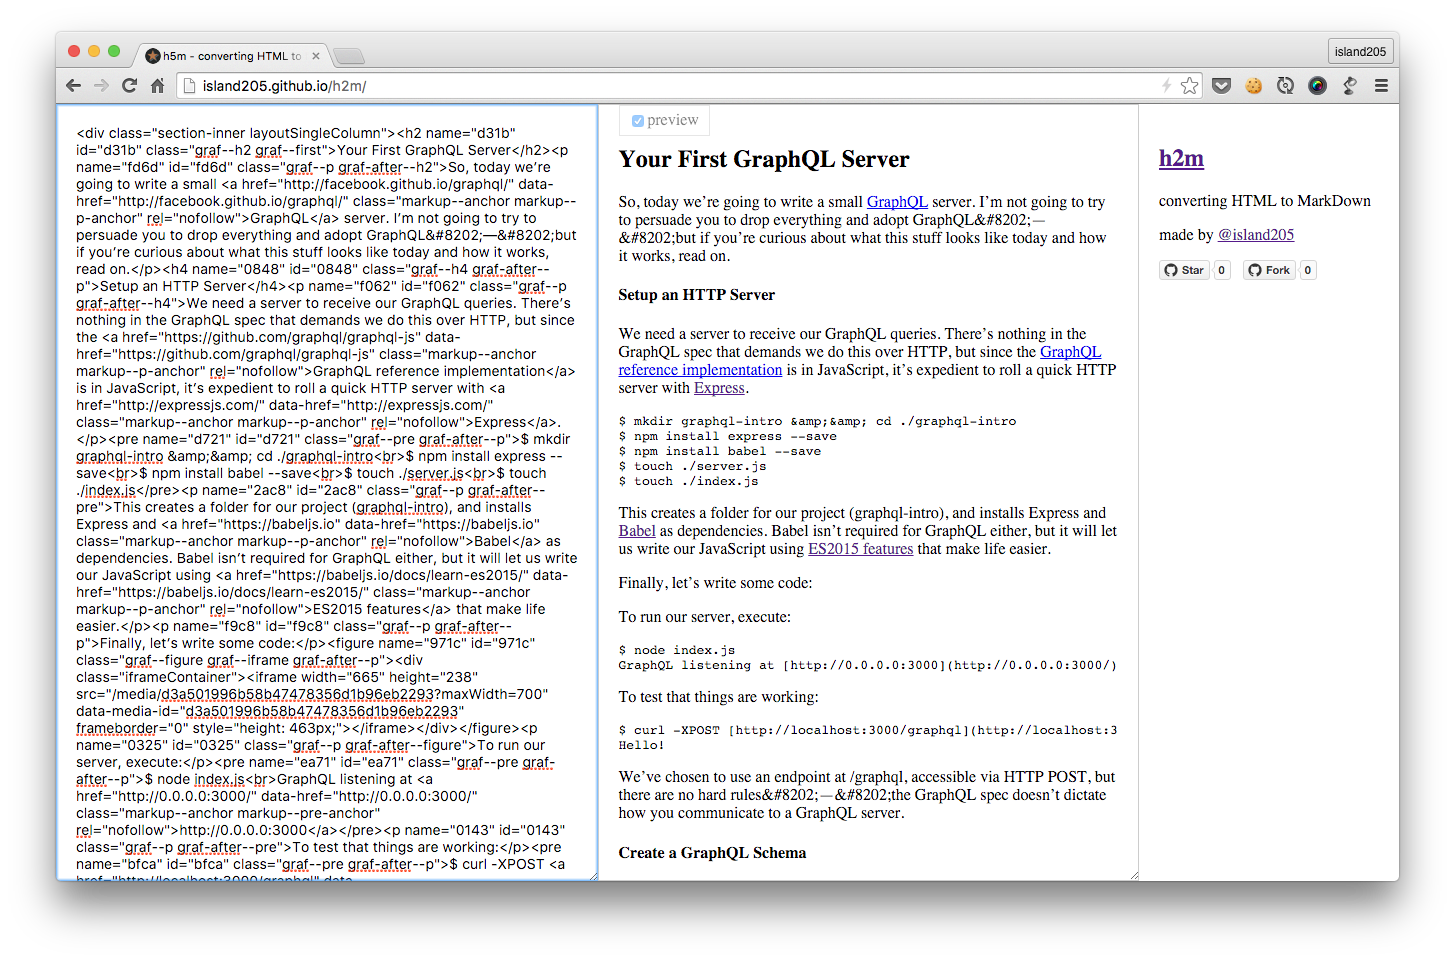 h5m - converting HTML to
island205
island205.github.io/h2m/
<div class="section-inner layoutSingleColumn"><h2 name="d31b"
id="d31b" class="graf--h2 graf--first">Your First GraphQL Server</h2><p
name="fd6d" id="fd6d" class="graf--p graf-after--h2">So, today we’re
going to write a small <a href="http://facebook.github.io/graphql/" data-
href="http://facebook.github.io/graphql/" class="markup--anchor markup--
p-anchor" rel="nofollow">GraphQL</a> server. I’m not going to try to
persuade you to drop everything and adopt GraphQL&#8202;—&#8202;but
if you’re curious about what this stuff looks like today and how it works,
read on.</p><h4 name="0848" id="0848" class="graf--h4 graf-after--
p">Setup an HTTP Server</h4><p name="f062" id="f062" class="graf--p
graf-after--h4">We need a server to receive our GraphQL queries. There’s
nothing in the GraphQL spec that demands we do this over HTTP, but since
the <a href="https://github.com/graphql/graphql-js" data-
href="https://github.com/graphql/graphql-js" class="markup--anchor
markup--p-anchor" rel="nofollow">GraphQL reference implementation</a>
is in JavaScript, it’s expedient to roll a quick HTTP server with <a
href="http://expressjs.com/" data-href="http://expressjs.com/"
class="markup--anchor markup--p-anchor" rel="nofollow">Express</a>.
</p><pre name="d721" id="d721" class="graf--pre graf-after--p">$ mkdir
graphql-intro &amp;&amp; cd ./graphql-intro<br>$ npm install express --
save<br>$ npm install babel --save<br>$ touch ./server.js<br>$ touch
./index.js</pre><p name="2ac8" id="2ac8" class="graf--p graf-after--
pre">This creates a folder for our project (graphql-intro), and installs
Express and <a href="https://babeljs.io" data-href="https://babeljs.io"
class="markup--anchor markup--p-anchor" rel="nofollow">Babel</a> as
dependencies. Babel isn’t required for GraphQL either, but it will let us write
our JavaScript using <a href="https://babeljs.io/docs/learn-es2015/" data-
href="https://babeljs.io/docs/learn-es2015/" class="markup--anchor
markup--p-anchor" rel="nofollow">ES2015 features</a> that make life
easier.</p><p name="f9c8" id="f9c8" class="graf--p graf-after--
p">Finally, let’s write some code:</p><figure name="971c" id="971c"
class="graf--figure graf--iframe graf-after--p"><div
class="iframeContainer"><iframe width="665" height="238"
src="/media/d3a501996b58b47478356d1b96eb2293?maxWidth=700"
data-media-id="d3a501996b58b47478356d1b96eb2293"
frameborder="0" style="height: 463px;"></iframe></div></figure><p
name="0325" id="0325" class="graf--p graf-after--figure">To run our
server, execute:</p><pre name="ea71" id="ea71" class="graf--pre graf-
after--p">$ node index.js<br>GraphQL listening at <a
href="http://0.0.0.0:3000/" data-href="http://0.0.0.0:3000/"
class="markup--anchor markup--pre-anchor"
rel="nofollow">http://0.0.0.0:3000</a></pre><p name="0143" id="0143"
class="graf--p graf-after--pre">To test that things are working:</p><pre
name="bfca" id="bfca" class="graf--pre graf-after--p">$ curl -XPOST <a
href="http://localhost:3000/graphql" data-
preview
Your First GraphQL Server
So, today we’re going to write a small GraphQL server. I’m not going to try
to persuade you to drop everything and adopt GraphQL&#8202;—
&#8202;but if you’re curious about what this stuff looks like today and how
it works, read on.
Setup an HTTP Server
We need a server to receive our GraphQL queries. There’s nothing in the
GraphQL spec that demands we do this over HTTP, but since the GraphQL
reference implementation is in JavaScript, it’s expedient to roll a quick HTTP
server with Express.
$ mkdir graphql-intro &amp;&amp; cd ./graphql-intro
$ npm install express --save
$ npm install babel --save
$ touch ./server.js
$ touch ./index.js
This creates a folder for our project (graphql-intro), and installs Express and
Babel as dependencies. Babel isn’t required for GraphQL either, but it will let
us write our JavaScript using ES2015 features that make life easier.
Finally, let’s write some code:
To run our server, execute:
$ node index.js
GraphQL listening at [http://0.0.0.0:3000](http://0.0.0.0:3000/)
To test that things are working:
$ curl -XPOST [http://localhost:3000/graphql](http://localhost:3
Hello!
We’ve chosen to use an endpoint at /graphql, accessible via HTTP POST, but
there are no hard rules&#8202;—&#8202;the GraphQL spec doesn’t dictate
how you communicate to a GraphQL server.
Create a GraphQL Schema
h2m
converting HTML to MarkDown
made by @island205
Star 0 Fork 0